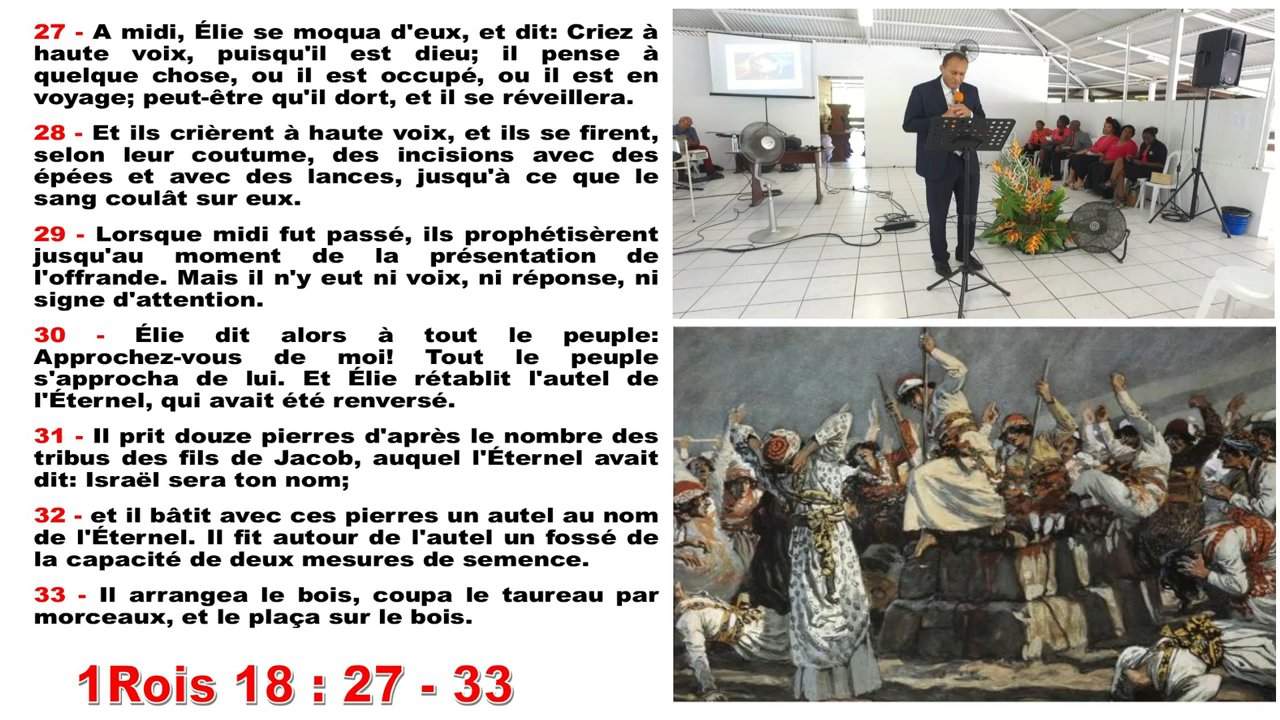 27 - A midi, Élie se moqua d'eux, et dit: Criez à
haute voix, puisqu'il est dieu; il pense à
quelque chose, ou il est occupé, ou il est en
voyage; peut-être qu'il dort, et il se réveillera.
28 - Et ils crièrent à haute voix, et ils se firent,
selon leur coutume, des incisions avec des
épées et avec des lances, jusqu'à ce que le
sang coulât sur eux.
29 - Lorsque midi fut passé, ils prophétisèrent
jusqu'au moment de la présentation de
l'offrande. Mais il n'y eut ni voix, ni réponse, ni
signe d'attention.
30 - Élie dit alors à tout le peuple:
Approchez-vous de moi! Tout le peuple
s'approcha de lui. Et Élie rétablit l'autel de
l'Éternel, qui avait été renversé.
31 - Il prit douze pierres d'après le nombre des
tribus des fils de Jacob, auquel l'Éternel avait
dit: Israël sera ton nom;
32 - et il bâtit avec ces pierres un autel au nom
de l'Éternel. Il fit autour de l'autel un fossé de
la capacité de deux mesures de semence.
33 - Il arrangea le bois, coupa le taureau par
morceaux, et le plaça sur le bois.
1Rois 18 : 27 - 33